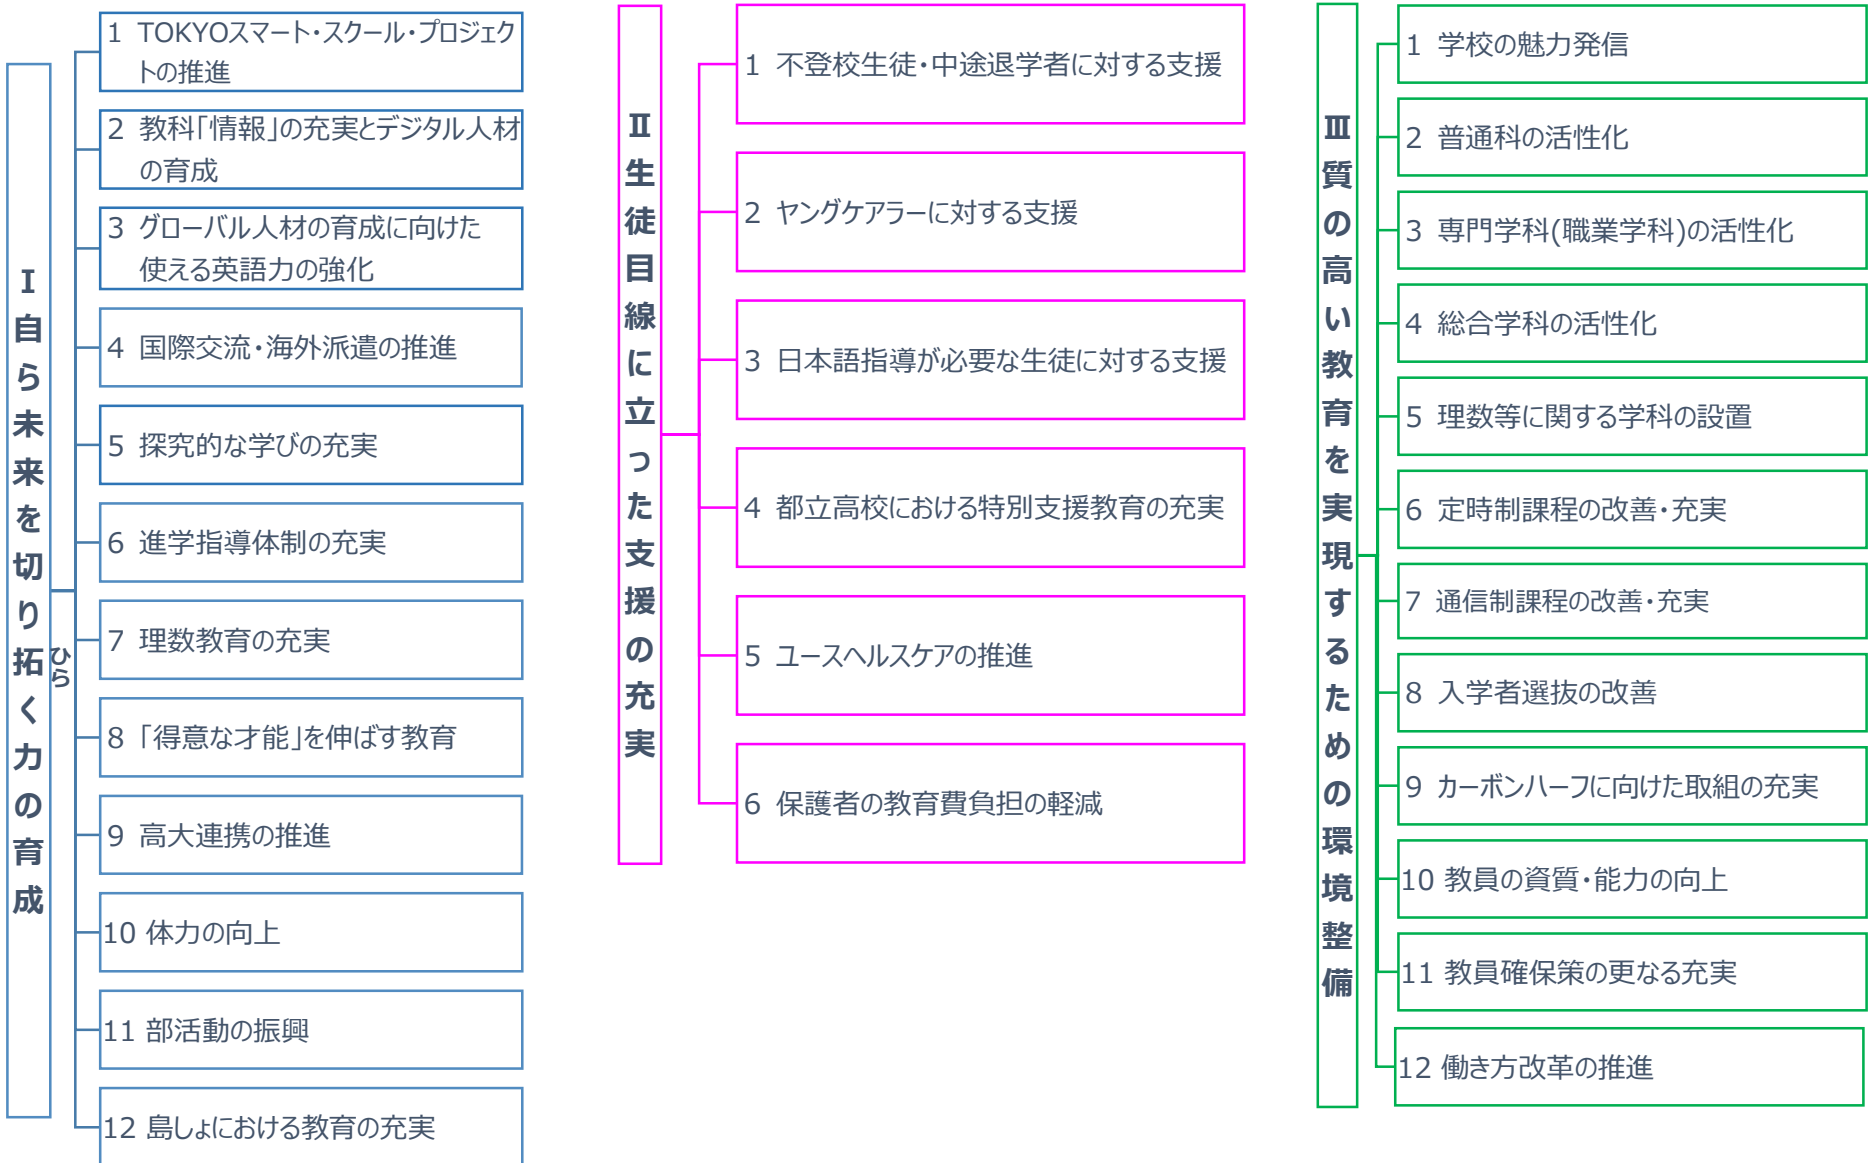 Ⅰ自ら未来を切り拓く力の育成
ひら
1 TOKYOスマート・スクール・プロジェク
トの推進
2 教科「情報」の充実とデジタル人材
の育成
3 グローバル人材の育成に向けた
使える英語力の強化
4 国際交流・海外派遣の推進
5 探究的な学びの充実
6 進学指導体制の充実
7 理数教育の充実
8 「得意な才能」を伸ばす教育
9 高大連携の推進
10 体力の向上
11 部活動の振興
12 島しょにおける教育の充実
Ⅱ生徒目線に立った支援の充実
1 不登校生徒・中途退学者に対する支援
2 ヤングケアラーに対する支援
3 日本語指導が必要な生徒に対する支援
4 都立高校における特別支援教育の充実
5 ユースヘルスケアの推進
6 保護者の教育費負担の軽減
Ⅲ質の高い教育を実現するための環境整備
1 学校の魅力発信
2 普通科の活性化
3 専門学科(職業学科)の活性化
4 総合学科の活性化
5 理数等に関する学科の設置
6 定時制課程の改善・充実
7 通信制課程の改善・充実
8 入学者選抜の改善
9 カーボンハーフに向けた取組の充実
10 教員の資質・能力の向上
11 教員確保策の更なる充実
12 働き方改革の推進